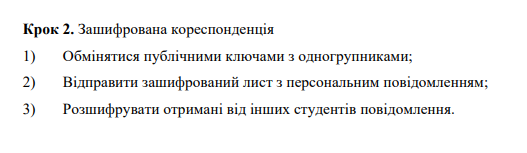 Крок 2. Зашифрована кореспонденція
1) Обмінятися публічними ключами з одногрупниками;
2) Відправити зашифрований лист з персональним повідомленням;
3) Розшифрувати отримані від інших студентів повідомлення.